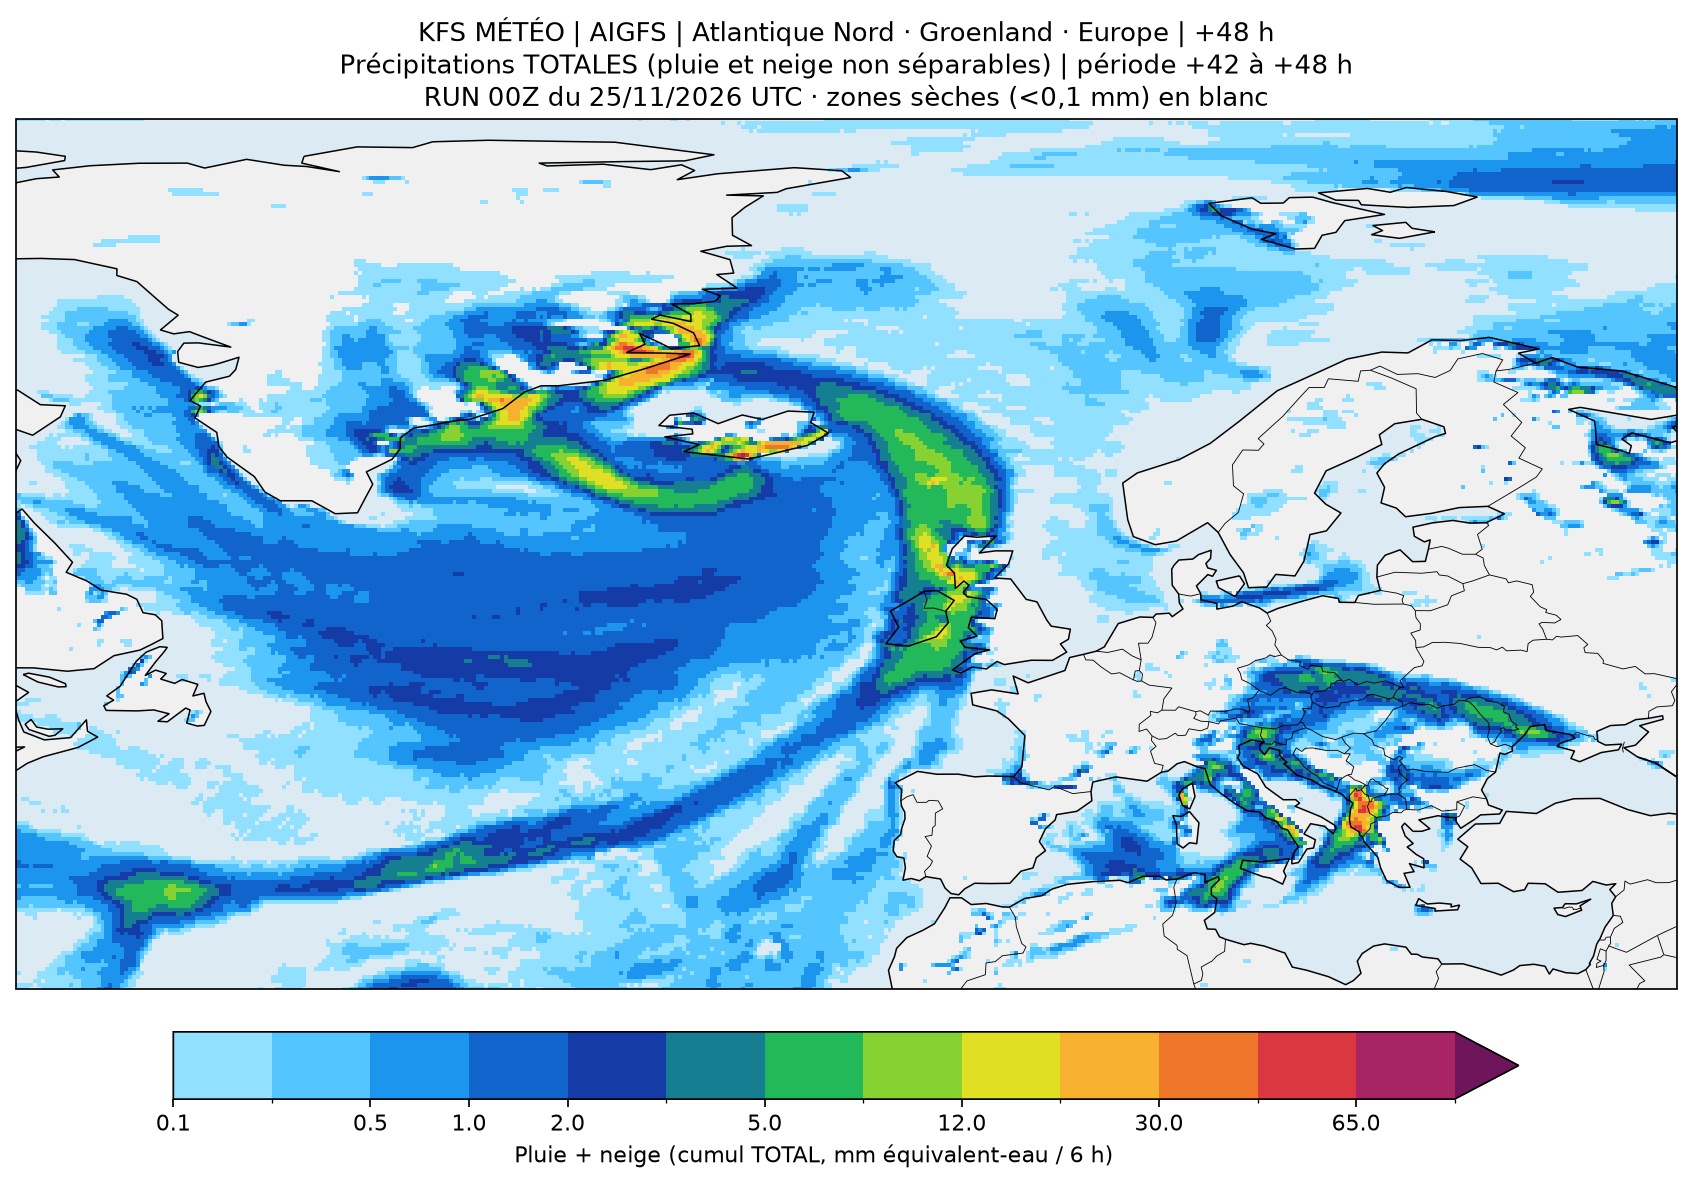 KFS MÉTÉO | AIGFS | Atlantique Nord · Groenland · Europe | +48 h
Précipitations TOTALES (pluie et neige non séparables) | période +42 à +48 h
RUN 00Z du 25/11/2026 UTC · zones sèches (<0,1 mm) en blanc
0.1 0.5 1.0 2.0 5.0 12.0 30.0 65.0
Pluie + neige (cumul TOTAL, mm équivalent-eau / 6 h)